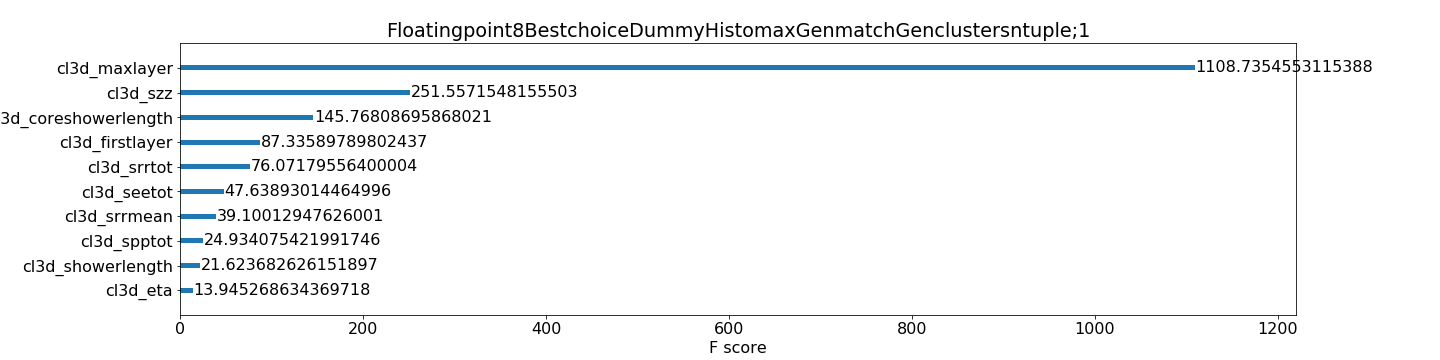 Floatingpoint8BestchoiceDummyHistomaxGenmatchGenclustersntuple;1
cl3d_maxlayer 1108.7354553115388
cl3d_szz 251.5571548155503
3d_coreshowerlength 145.76808695868021
cl3d_firstlayer 87.33589789802437
cl3d_srrtot 76.07179556400004
cl3d_seetot 47.63893014464996
cl3d_srrmean 39.10012947626001
cl3d_spptot 24.934075421991746
cl3d_showerlength 21.623682626151897
cl3d_eta 13.945268634369718
0 200 400 600 800 1000 1200
F score